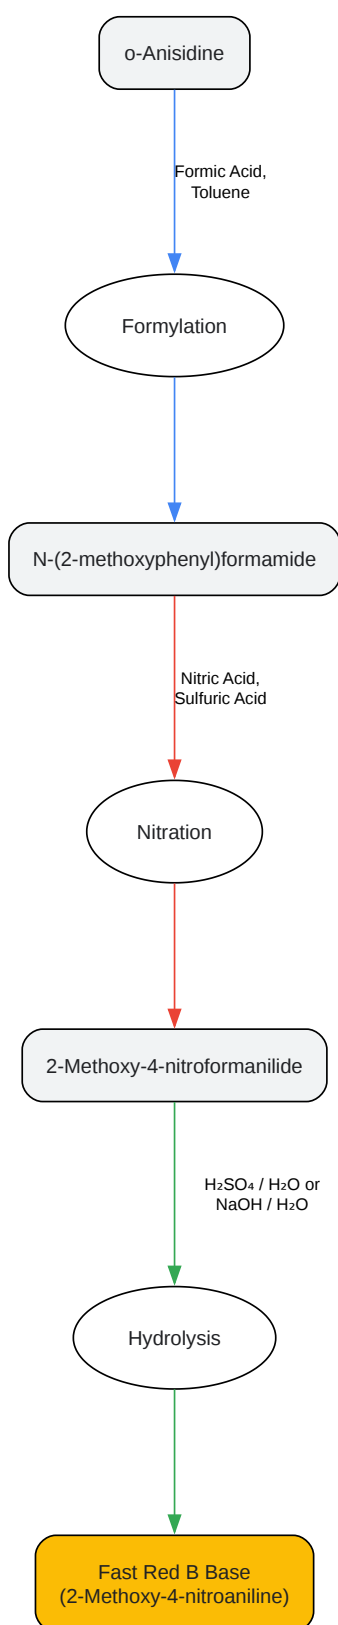 o-Anisidine
Formic Acid,
Toluene
Formylation
N-(2-methoxyphenyl)formamide
Nitric Acid,
Sulfuric Acid
Nitration
2-Methoxy-4-nitroformanilide
H₂SO₄ / H₂O or
NaOH / H₂O
Hydrolysis
Fast Red B Base
(2-Methoxy-4-nitroaniline)